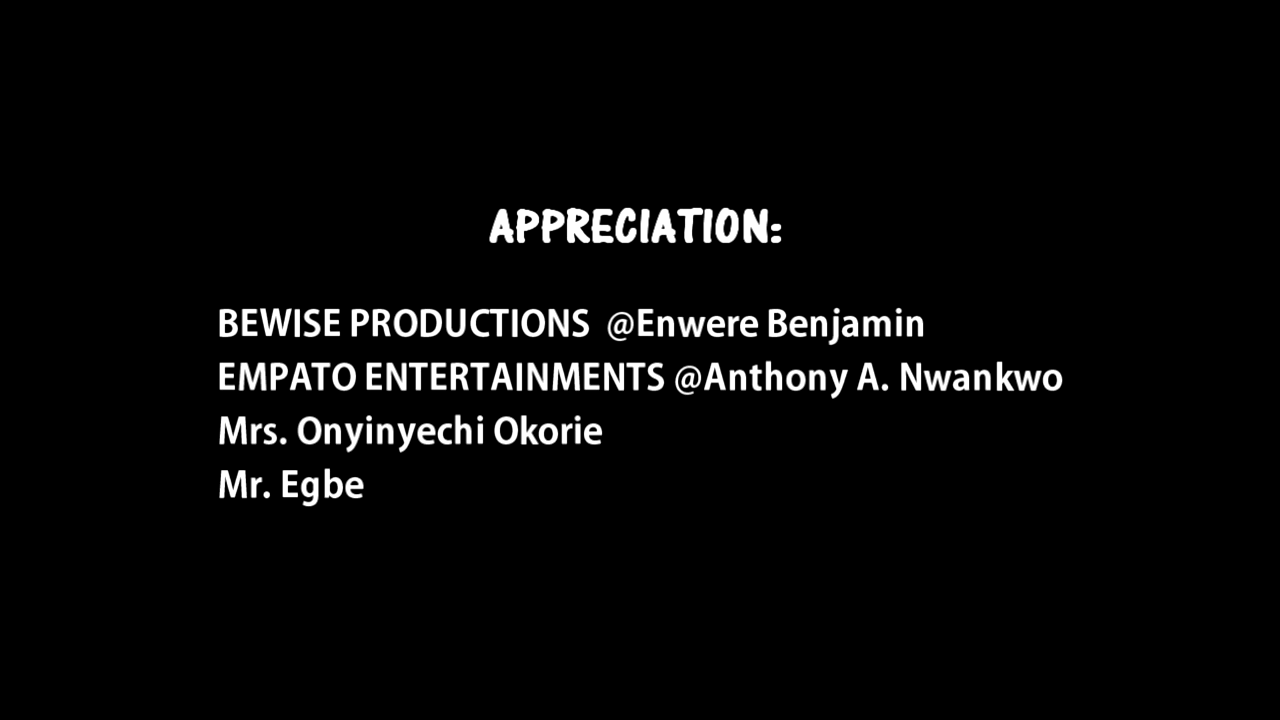 APPRECIATION:
BEWISE PRODUCTIONS @Enwere Benjamin
EMPATO ENTERTAINMENTS @Anthony A. Nwankwo
Mrs. Onyinyechi Okorie
Mr. Egbe